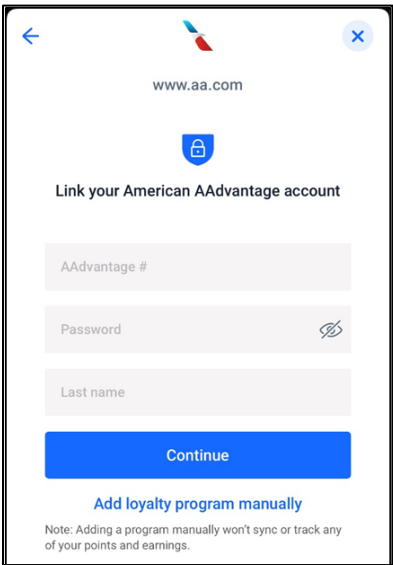 www.aa.com
Link your American AAdvantage account
AAdvantage #
Password
Last name
Continue
Add loyalty program manually
Note: Adding a program manually won't sync or track any
of your points and earnings.